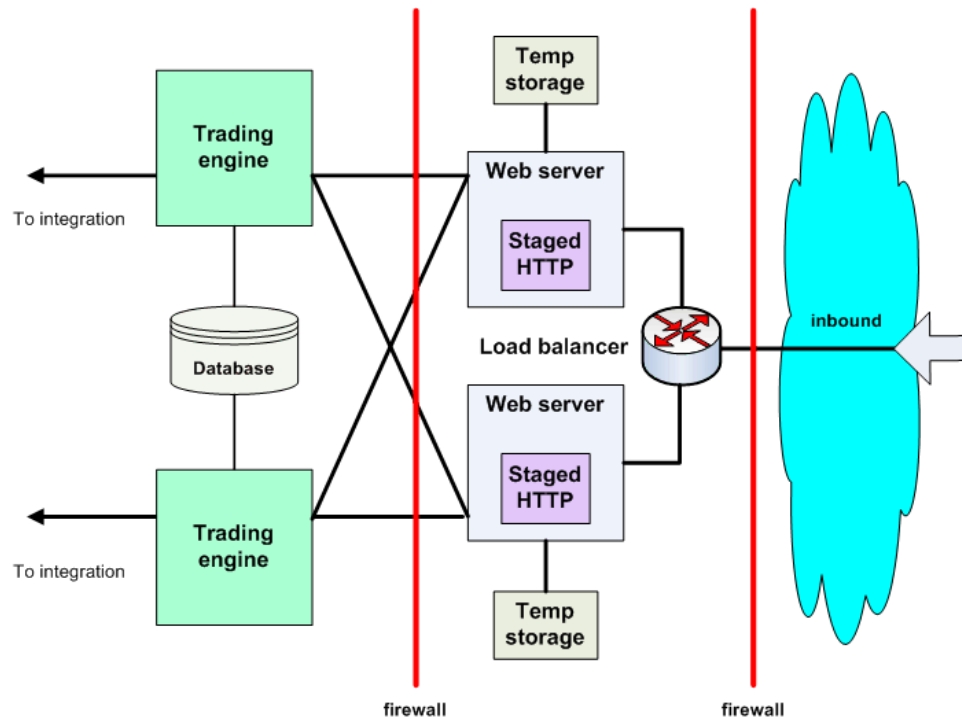 Temp
storage
Trading
engine
Web server
Staged
HTTP
To integration
inbound
Load balancer
Database
Web server
Staged
HTTP
Trading
engine
To integration
Temp
storage
firewall
firewall